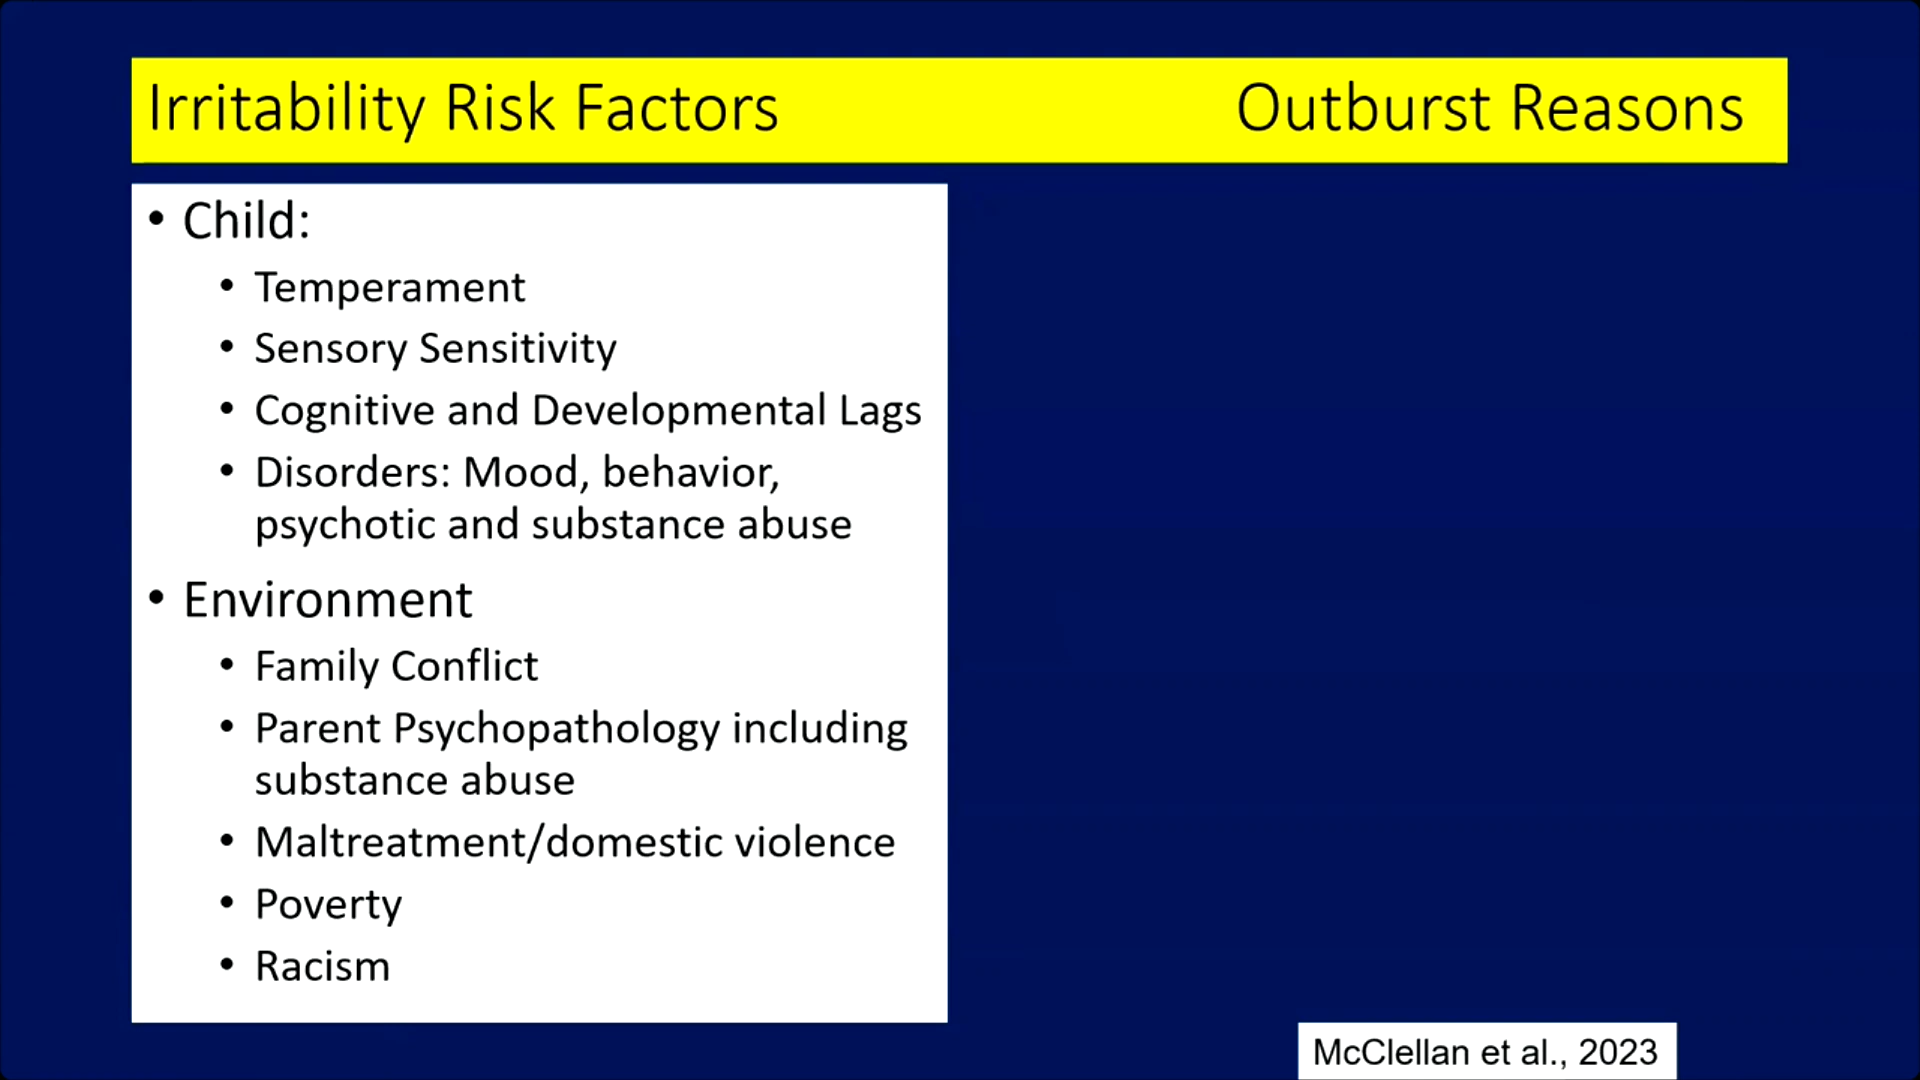 Irritability Risk Factors Outburst Reasons
• Child:
• Temperament
• Sensory Sensitivity
• Cognitive and Developmental Lags
• Disorders: Mood, behavior,
psychotic and substance abuse
• Environment
• Family Conflict
• Parent Psychopathology including
substance abuse
• Maltreatment/domestic violence
• Poverty
• Racism
McClellan et al., 2023